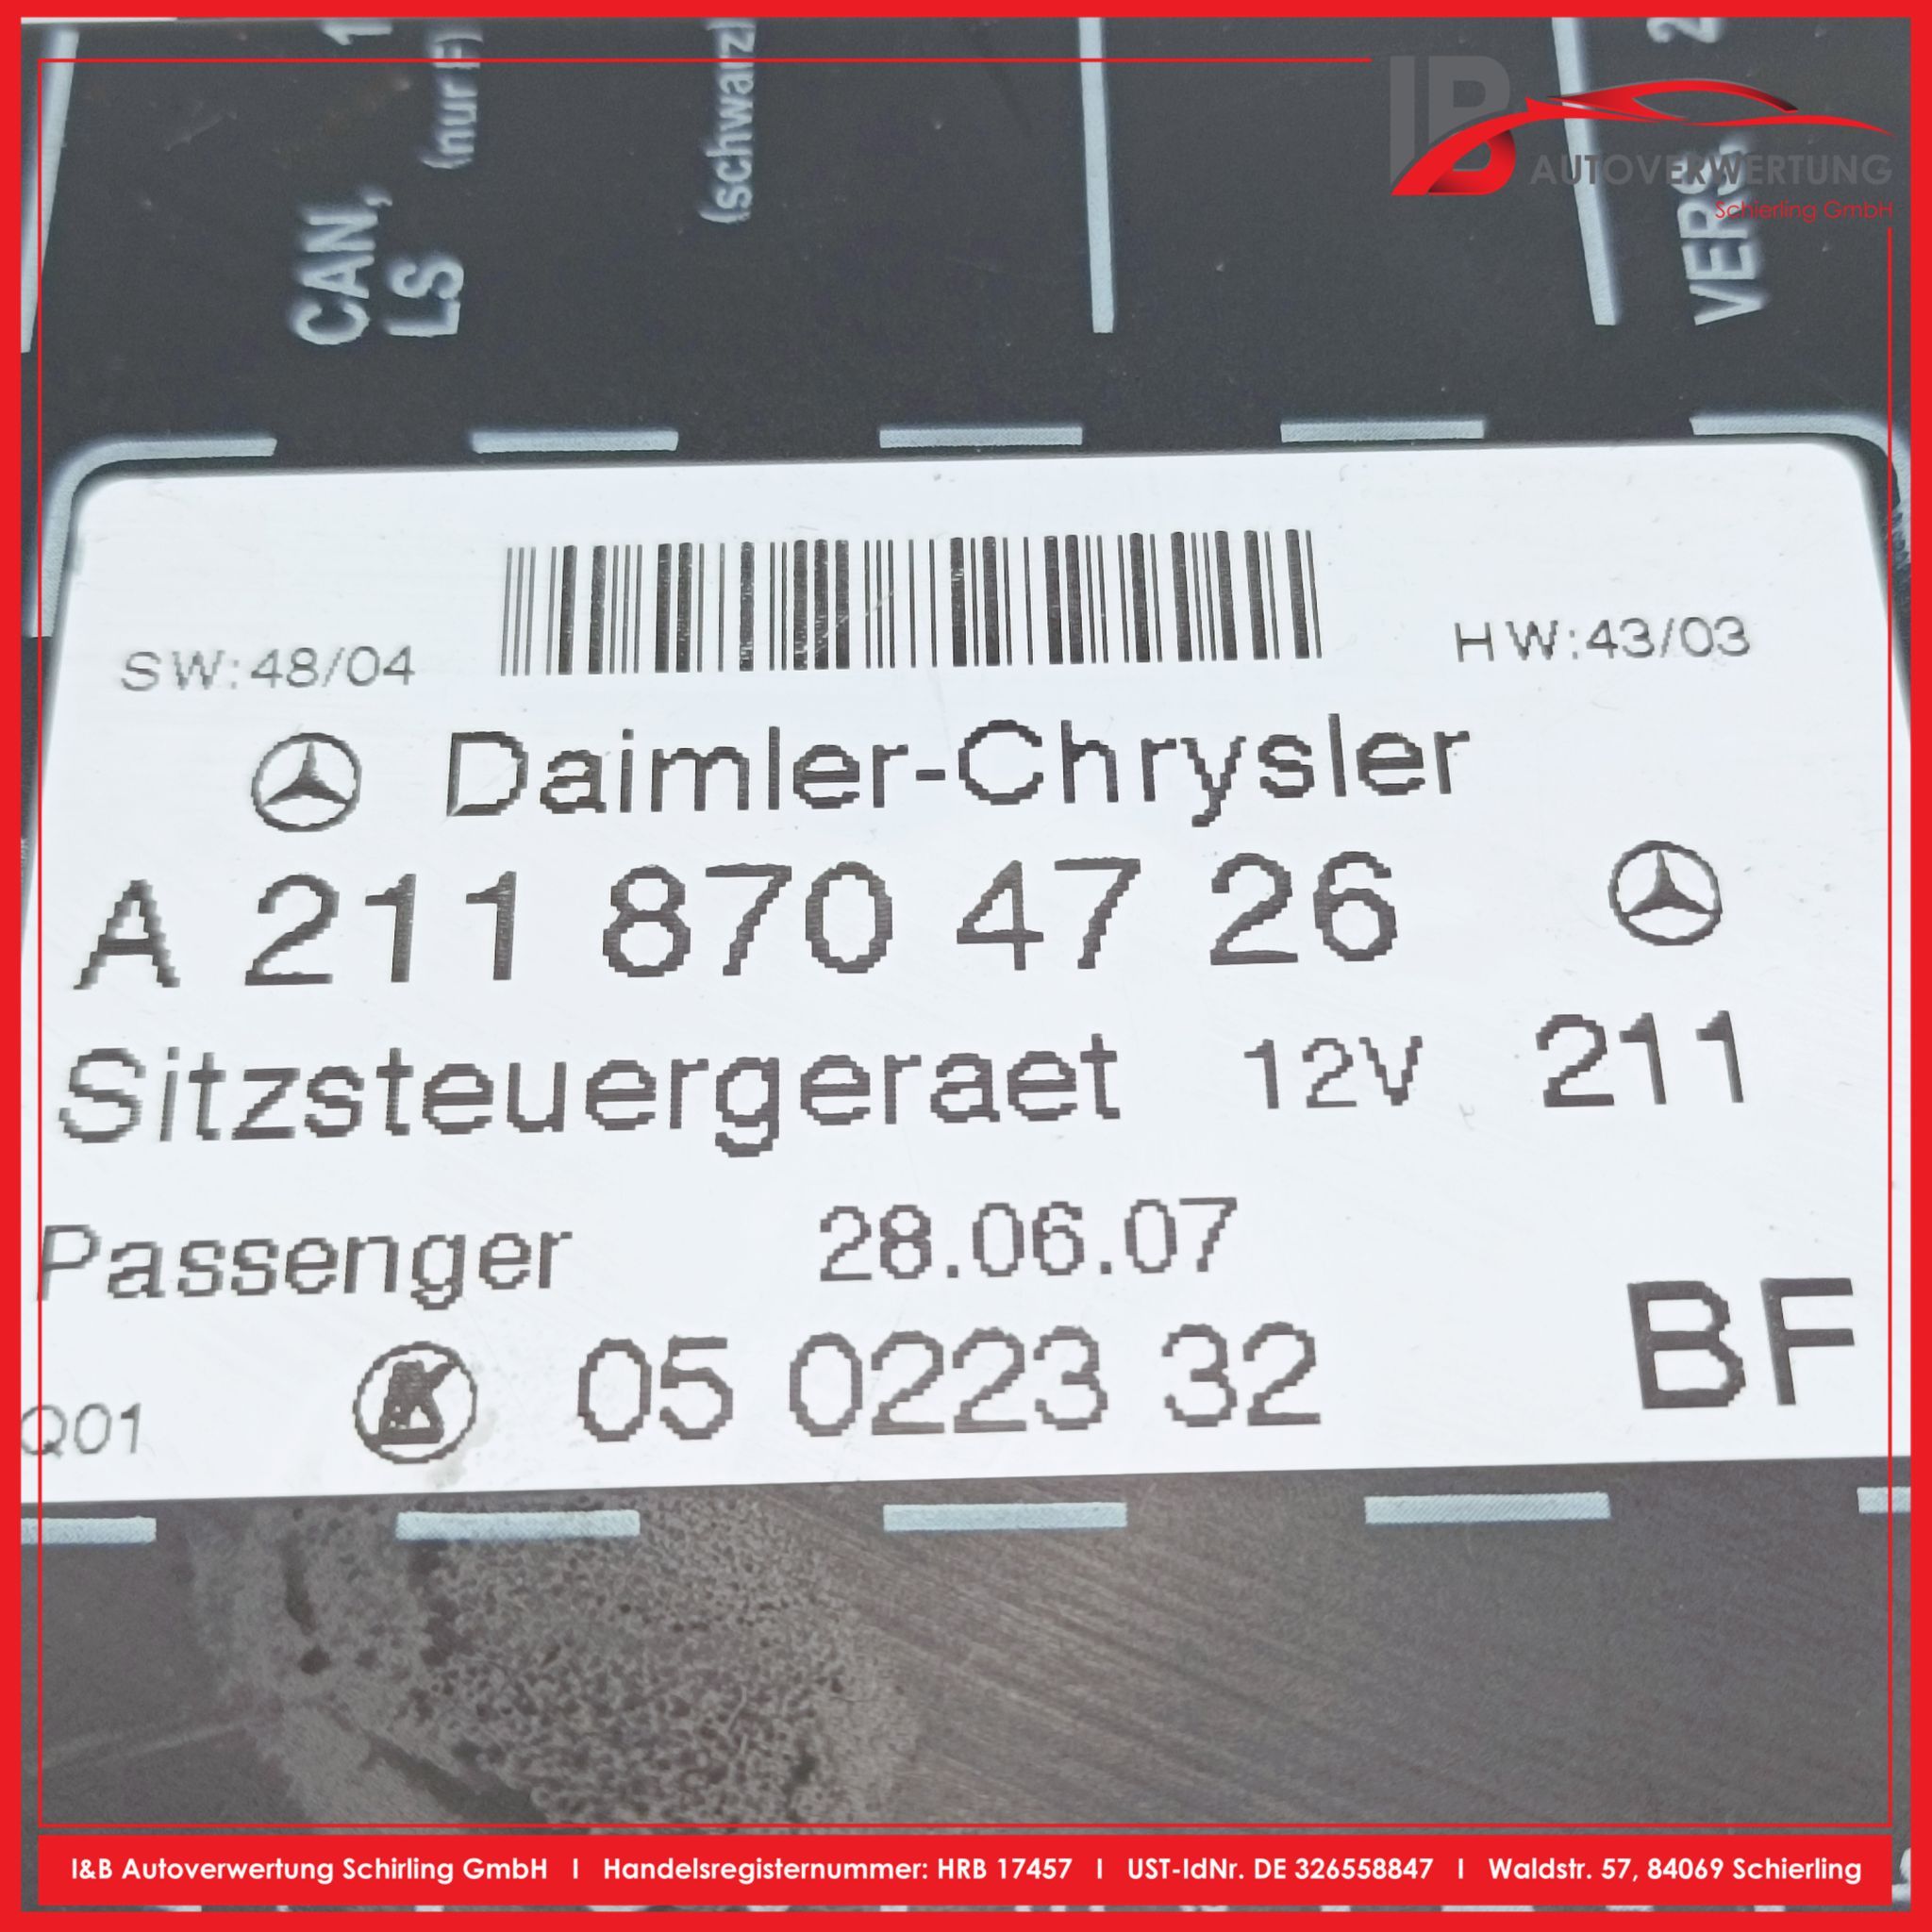 CAN,
LS
(nur F)
(schwarz)
VERS.
IB
AUTOVERWERTUNG
Schierling GmbH
SW:48/04
HW:43/03
Daimler-Chrysler
A 211 870 47 26
Sitzsteuergeraet 12V 211
Passenger 28.06.07
BF
Q01 05 0223 32
I&B Autoverwertung Schirling GmbH I Handelsregisternummer: HRB 17457 I UST-IdNr. DE 326558847 I Waldstr. 57, 84069 Schierling